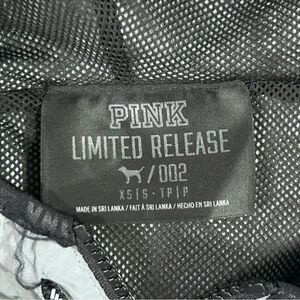 PINK
LIMITED RELEASE
/002
XS|S - TP|P
MADE IN SRI LANKA / FAIT À SRI LANKA / HECHO EN SRI LANKA